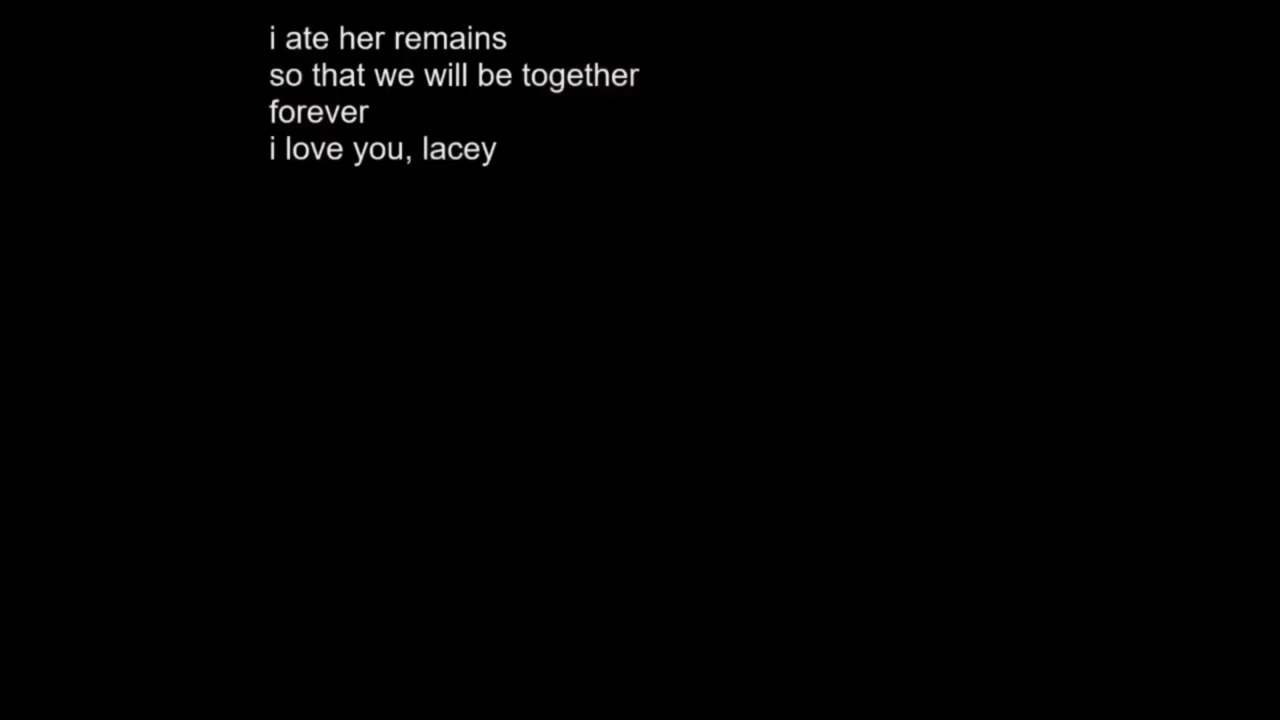 i ate her remains
so that we will be together
forever
i love you, lacey